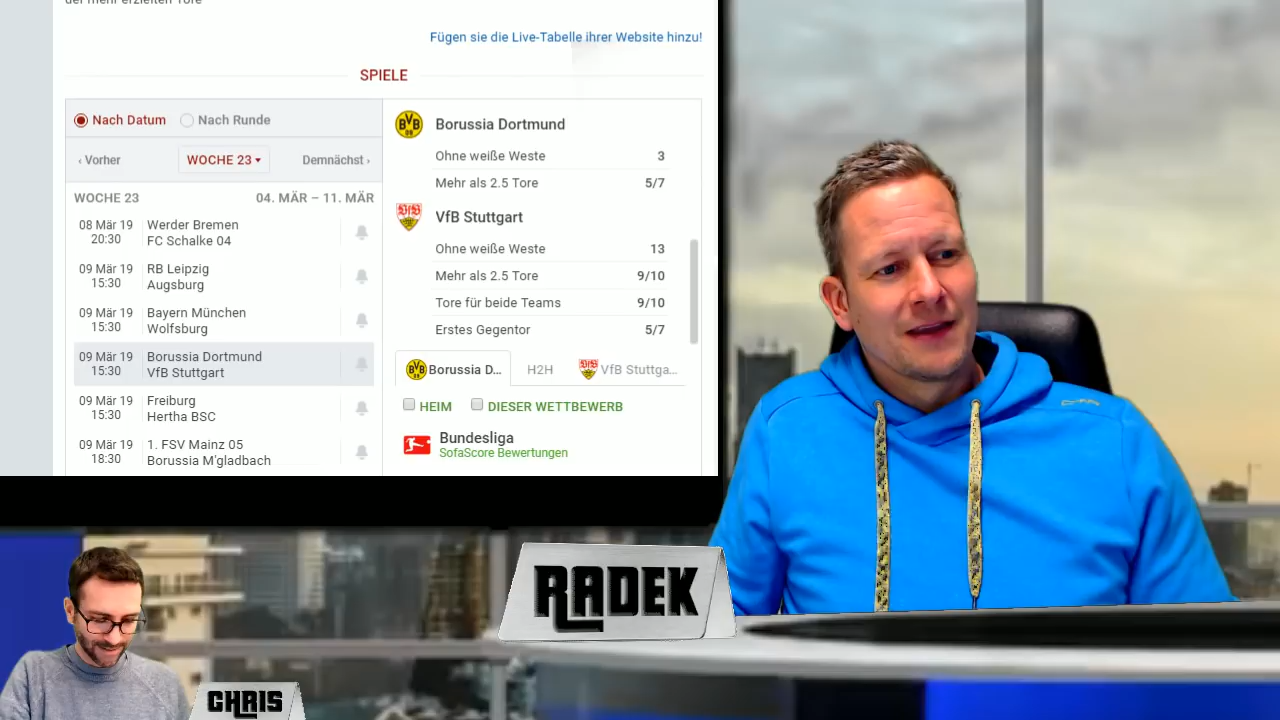 der mehr erzielten Tore
Fügen sie die Live-Tabelle ihrer Website hinzu!
SPIELE
Nach Datum
Nach Runde
‹ Vorher
WOCHE 23
Demnächst ›
WOCHE 23
04. MÄR – 11. MÄR
08 Mär 19
20:30
Werder Bremen
FC Schalke 04
09 Mär 19
15:30
RB Leipzig
Augsburg
09 Mär 19
15:30
Bayern München
Wolfsburg
09 Mär 19
15:30
Borussia Dortmund
VfB Stuttgart
09 Mär 19
15:30
Freiburg
Hertha BSC
09 Mär 19
18:30
1. FSV Mainz 05
Borussia M'gladbach
BVB
09
Borussia Dortmund
Ohne weiße Weste 3
Mehr als 2.5 Tore 5/7
VfB Stuttgart
Ohne weiße Weste 13
Mehr als 2.5 Tore 9/10
Tore für beide Teams 9/10
Erstes Gegentor 5/7
Borussia D...
H2H
VfB Stuttga...
HEIM
DIESER WETTBEWERB
Bundesliga
SofaScore Bewertungen
RADEK
CHRIS